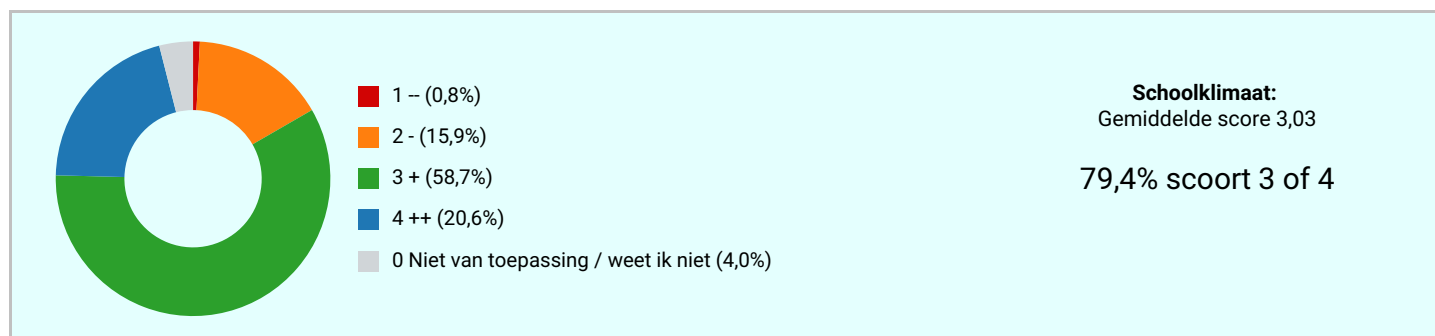 1 -- (0,8%)
2 - (15,9%)
3 + (58,7%)
4 ++ (20,6%)
0 Niet van toepassing / weet ik niet (4,0%)
Schoolklimaat:
Gemiddelde score 3,03
79,4% scoort 3 of 4